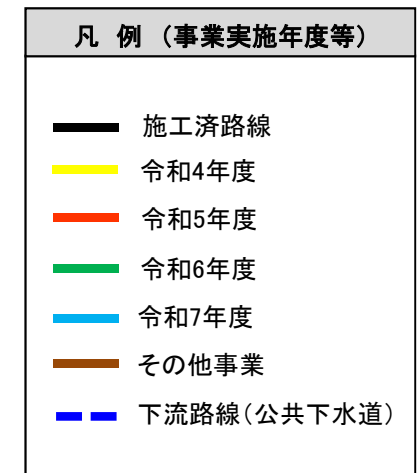 凡 例 （事業実施年度等）
施工済路線
令和4年度
令和5年度
令和6年度
令和7年度
その他事業
下流路線（公共下水道）